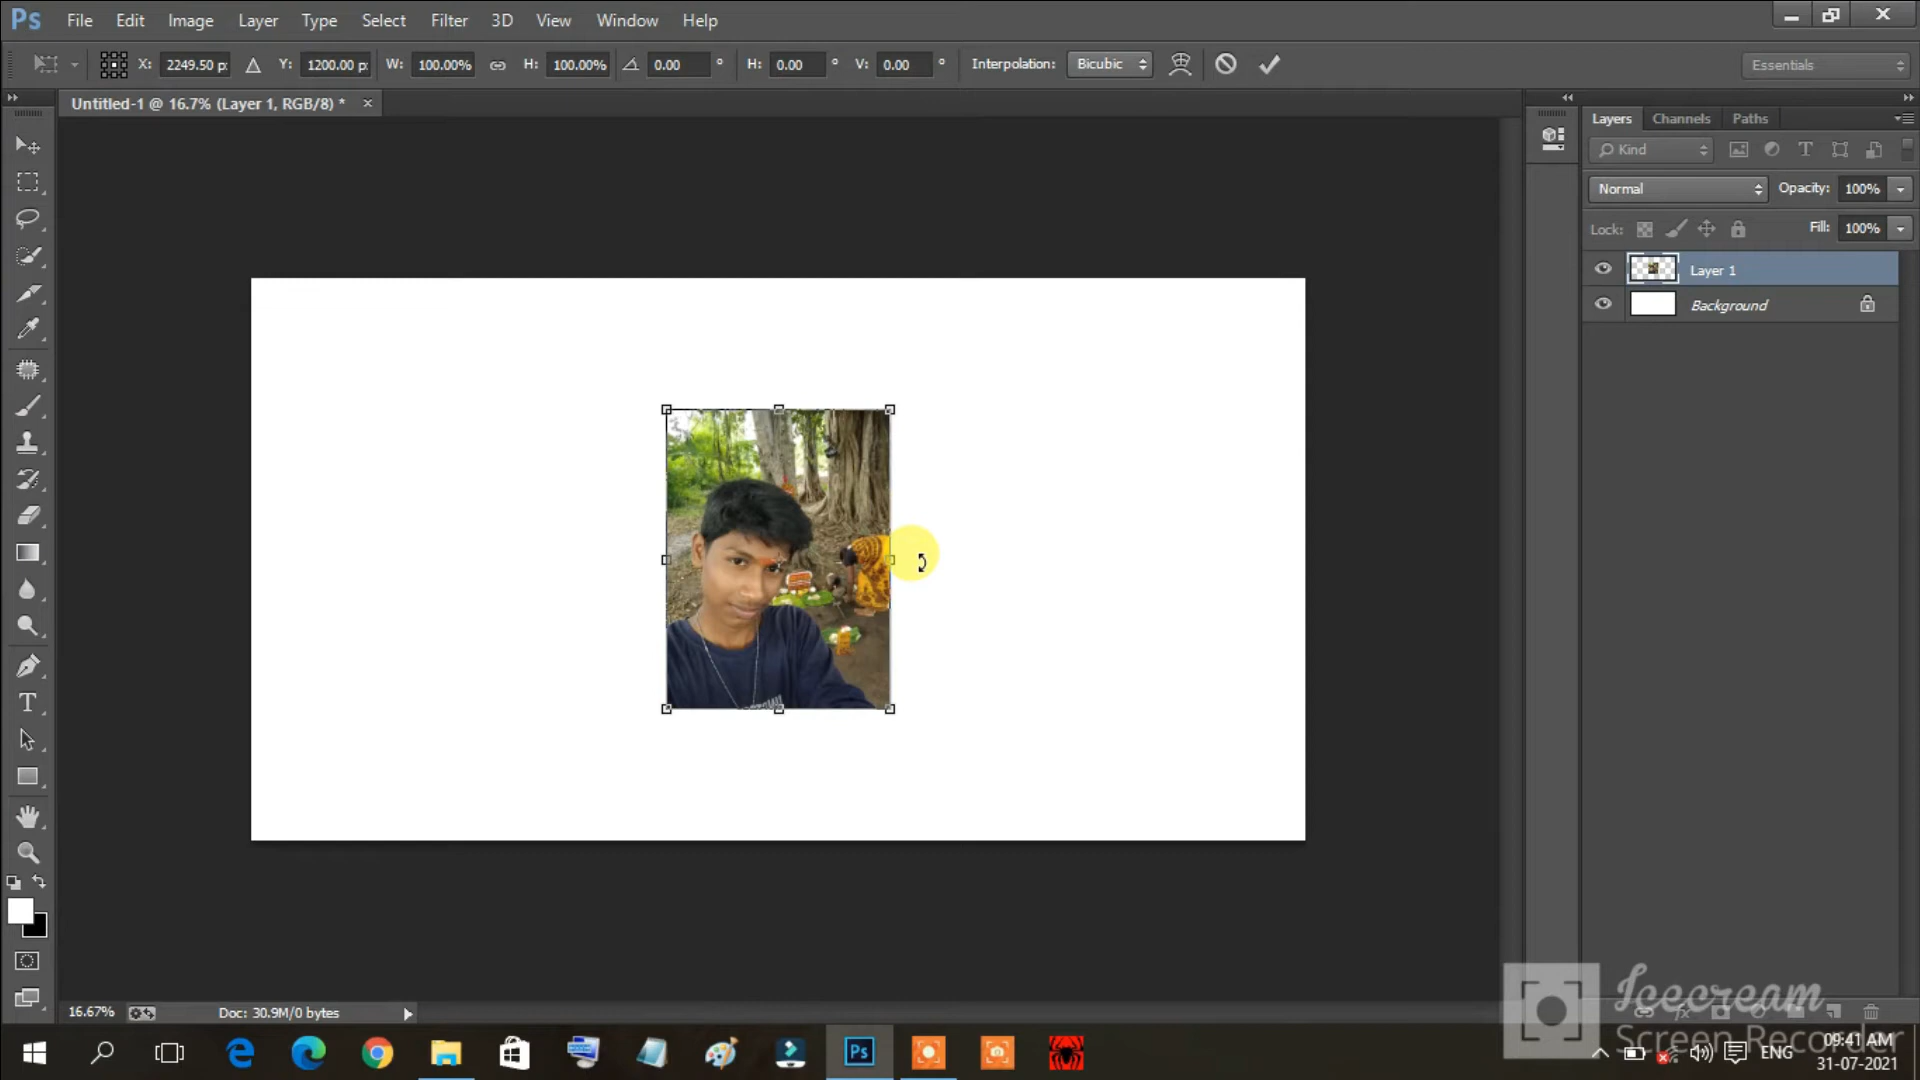 Ps File Edit Image Layer Type Select Filter 3D View Window Help
X: 2249.50 p: Y: 1200.00 p: W: 100.00% H: 100.00% 0.00 ° H: 0.00 ° V: 0.00 ° Interpolation: Bicubic Essentials
Untitled-1 @ 16.7% (Layer 1, RGB/8) * ×
Layers Channels Paths
Kind
Normal Opacity: 100%
Lock: Fill: 100%
Layer 1
Background
16.67% Doc: 30.9M/0 bytes
Icecream
Screen Recorder
Ps ENG 09:41 AM
31-07-2021